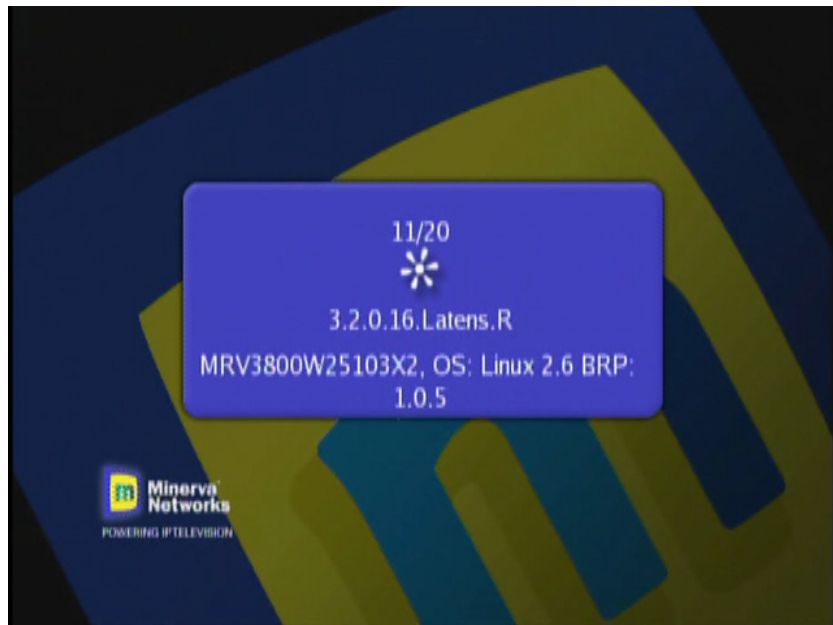 11/20
3.2.0.16.Latens.R
MRV3800W25103X2, OS: Linux 2.6 BRP:
1.0.5
m Minerva
Networks
POWERING IPTELEVISION